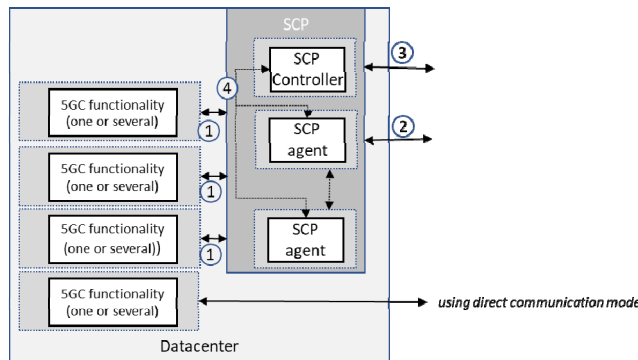 SCP
SCP
Controller
3
4
5GC functionality
(one or several)
1
SCP
agent
2
5GC functionality
(one or several)
1
5GC functionality
(one or several))
1
SCP
agent
5GC functionality
(one or several)
using direct communication mode
Datacenter